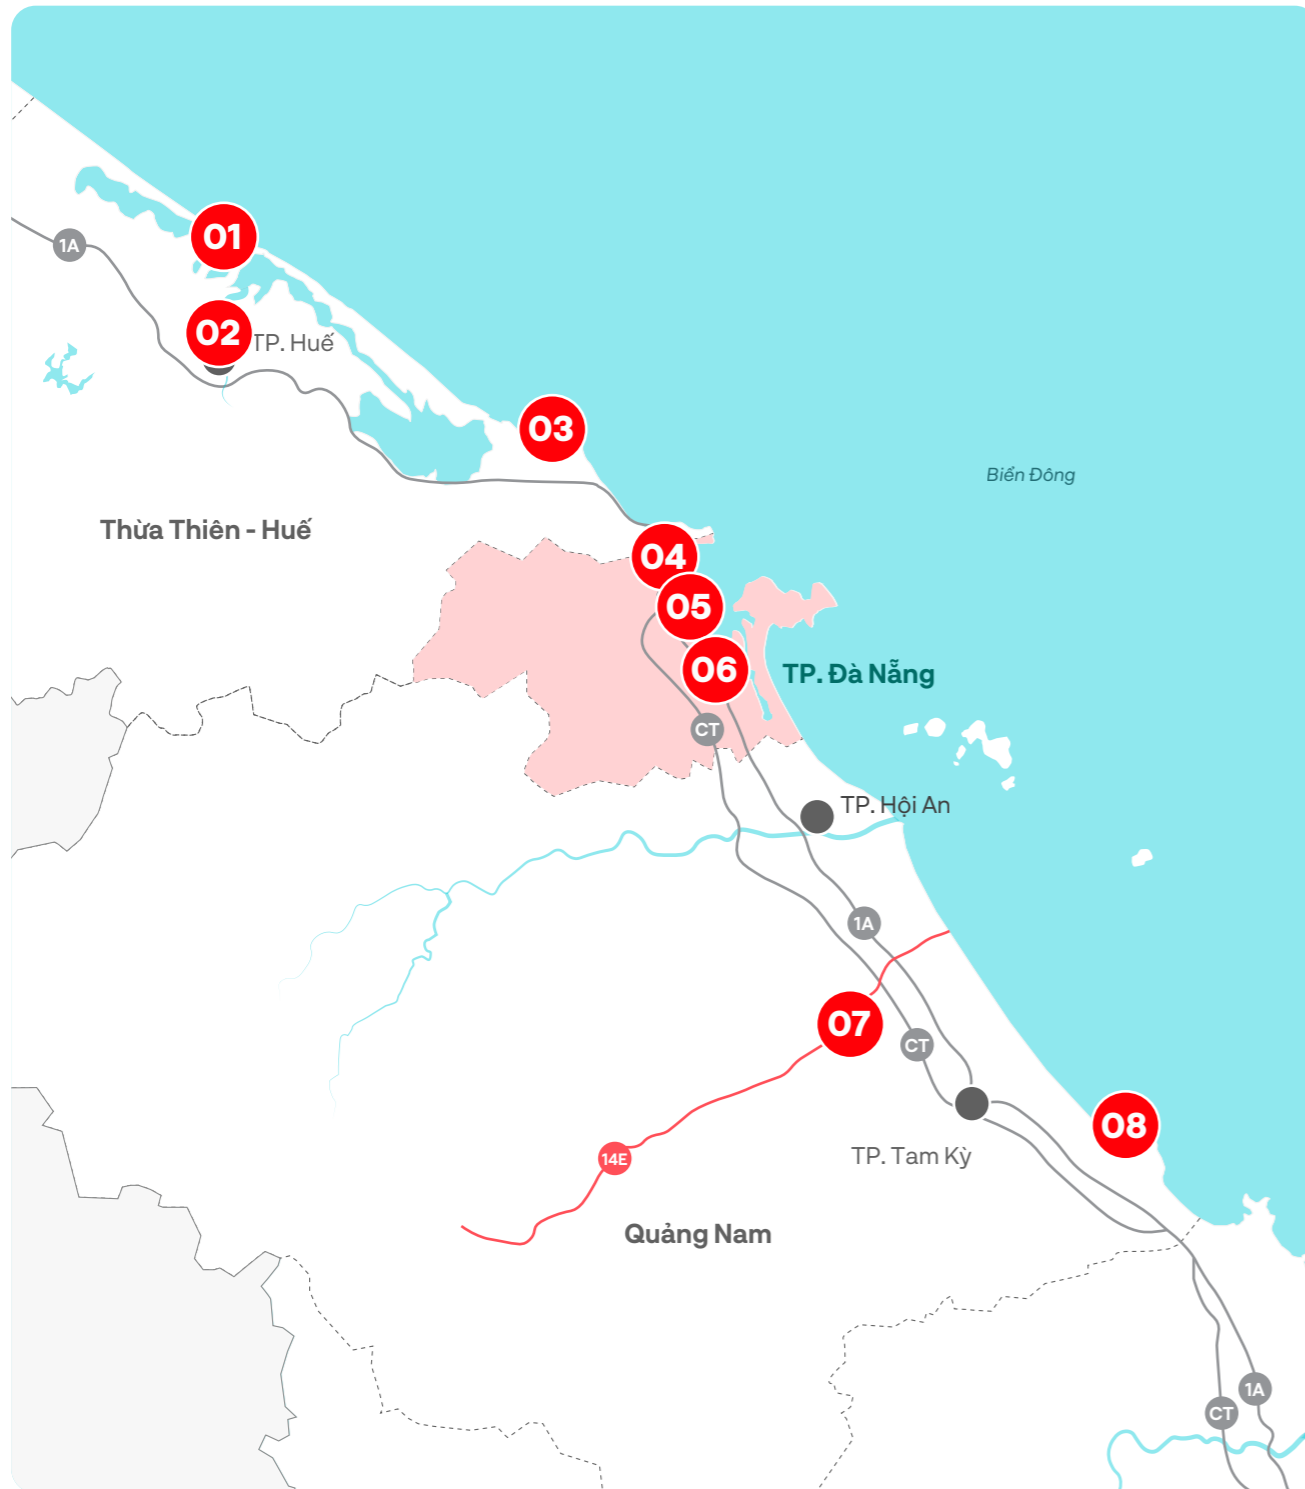 01
1A
02
TP. Huế
03
Biển Đông
Thừa Thiên - Huế
04
05
06
TP. Đà Nẵng
CT
TP. Hội An
1A
07
CT
08
TP. Tam Kỳ
14E
Quảng Nam
1A
CT